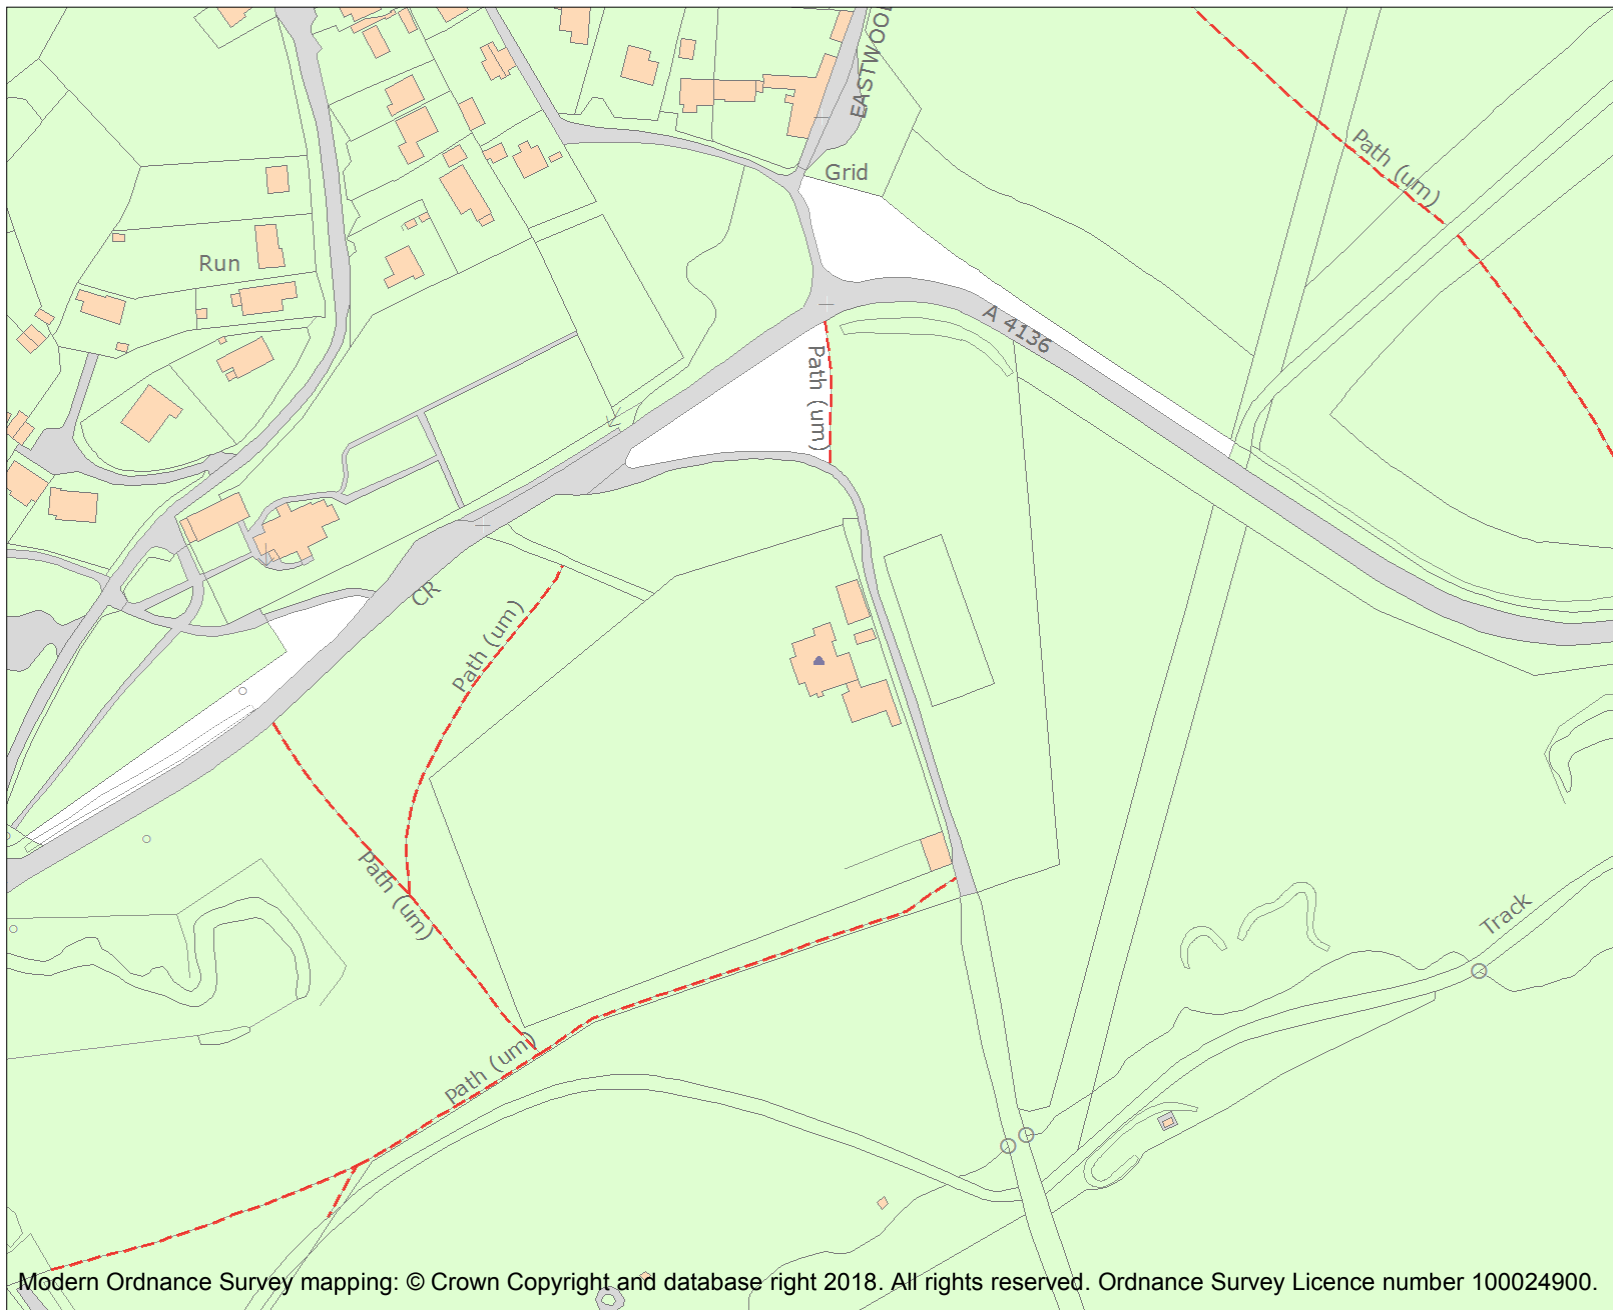 EASTWOO
Path (um)
Grid
Run
A 4136
Path (um)
CR
Path (um)
Path (um)
Track
Path (um)
Modern Ordnance Survey mapping: © Crown Copyright and database right 2018. All rights reserved. Ordnance Survey Licence number 100024900.